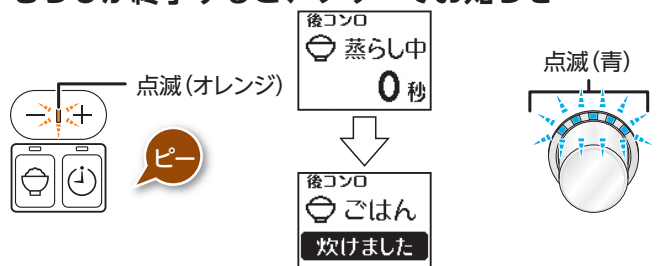 後コンロ
蒸らし中
0秒
点滅(オレンジ)
点滅(青)
ピー
後コンロ
ごはん
炊けました